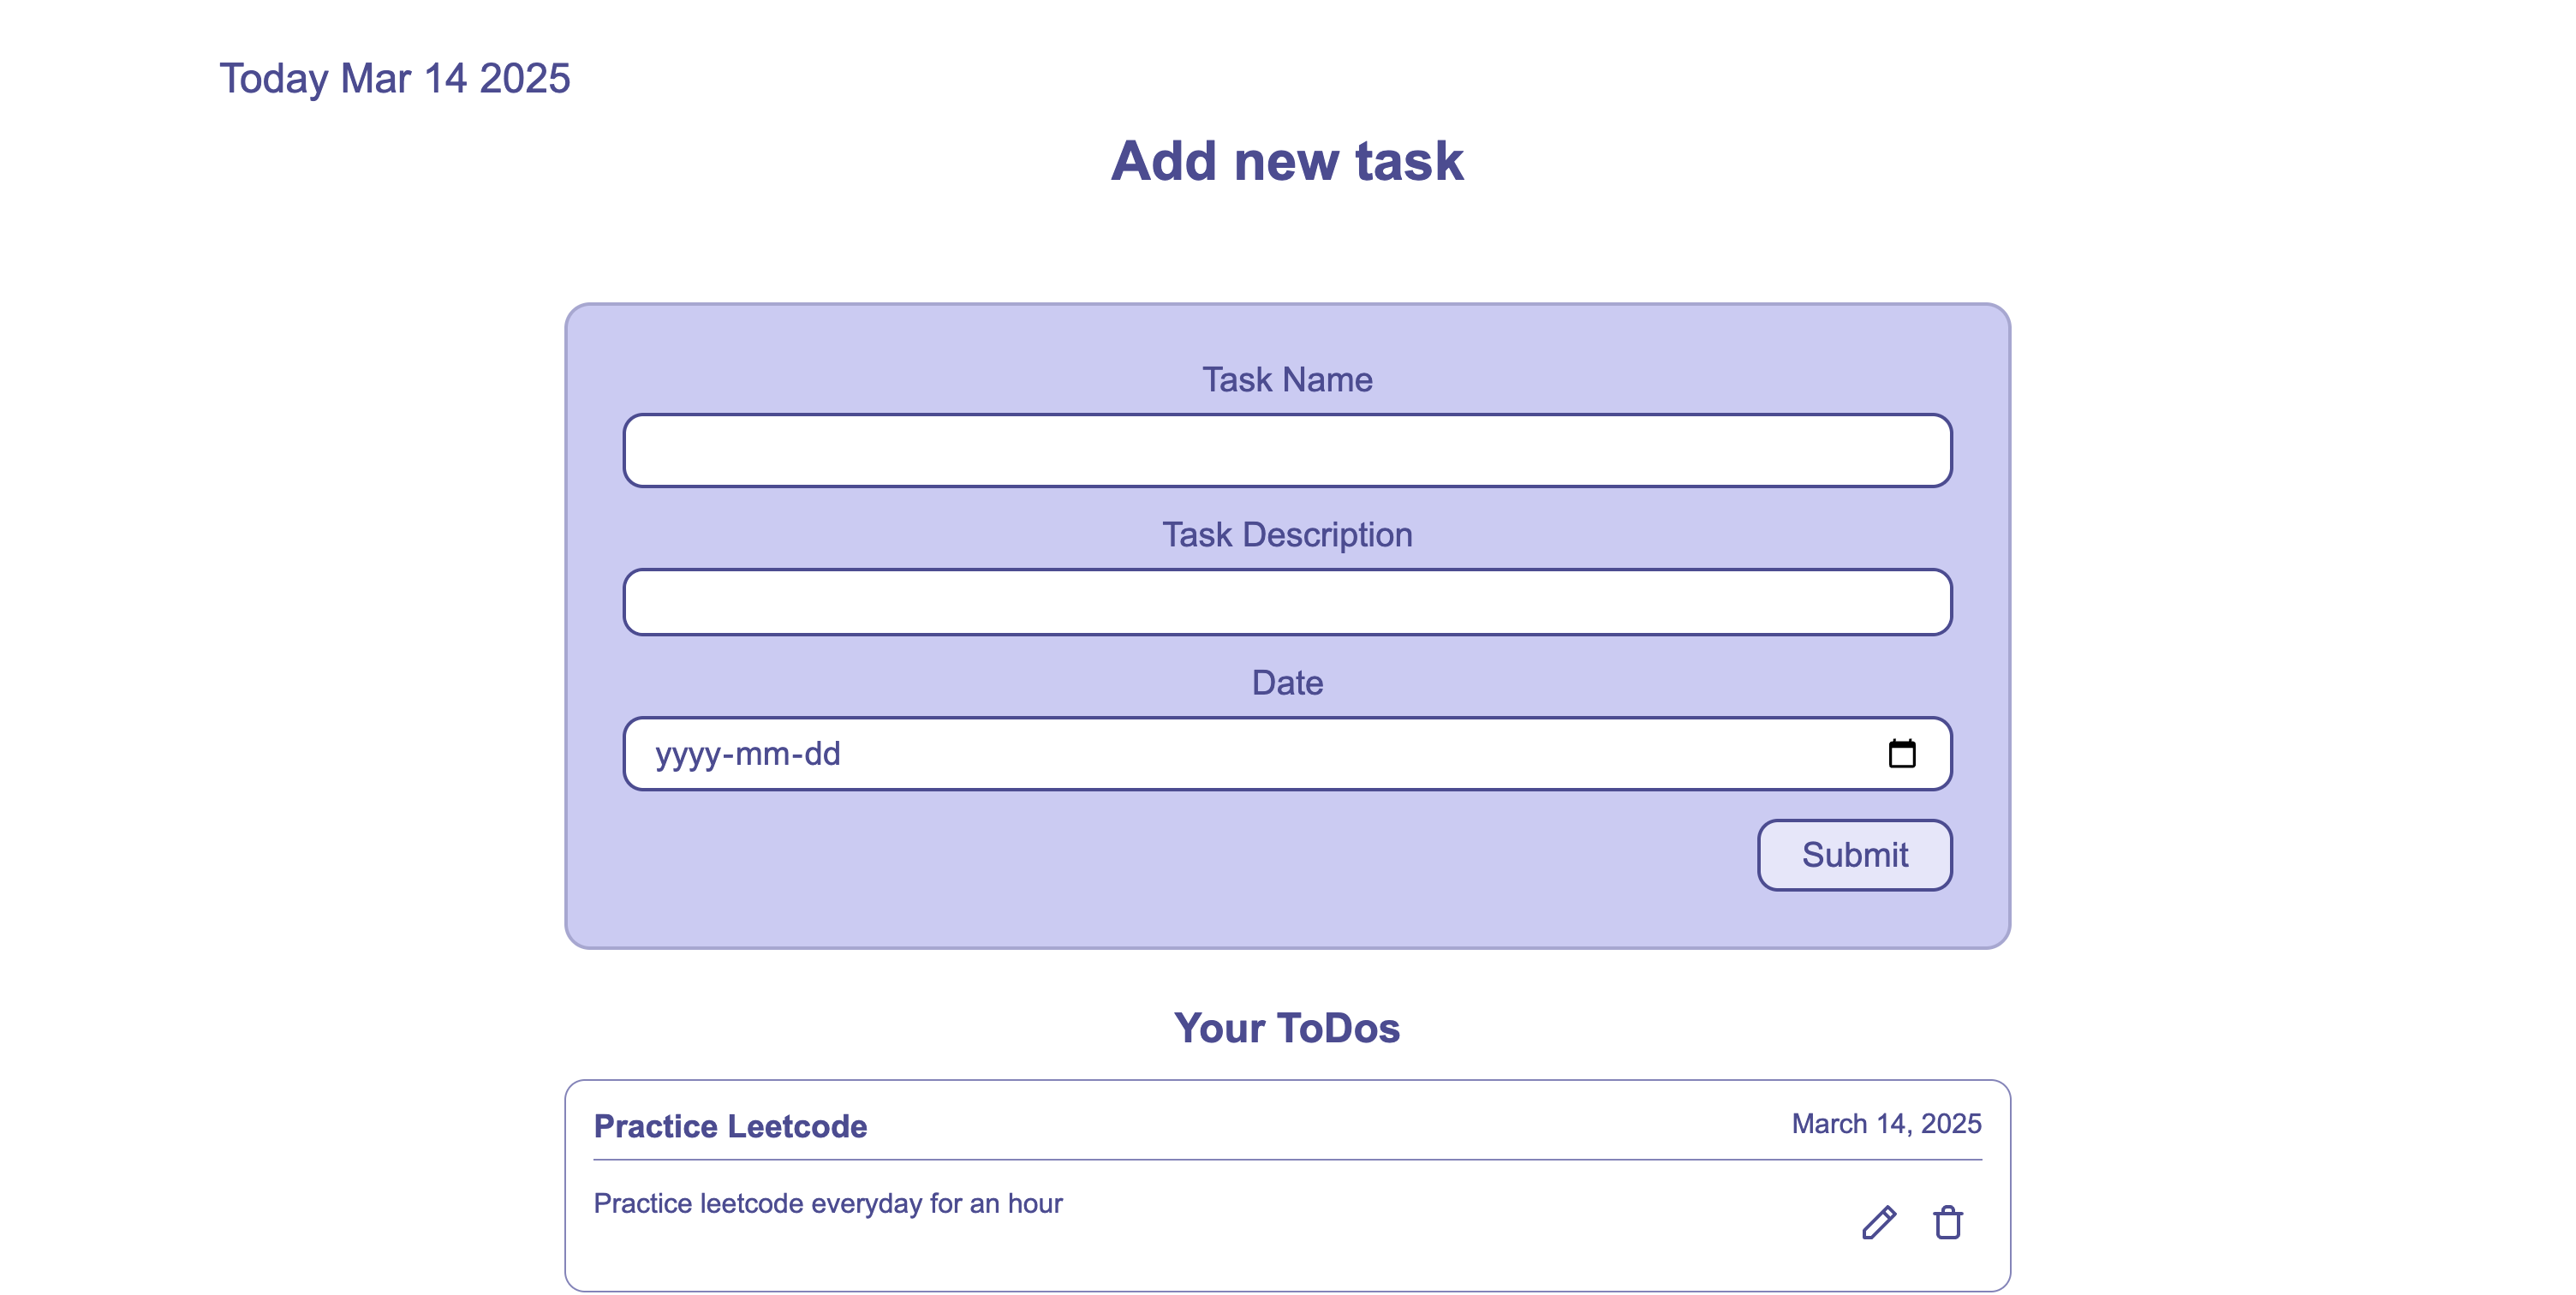 Today Mar 14 2025
Add new task
Task Name
Task Description
Date
yyyy-mm-dd
Submit
Your ToDos
Practice Leetcode
March 14, 2025
Practice leetcode everyday for an hour